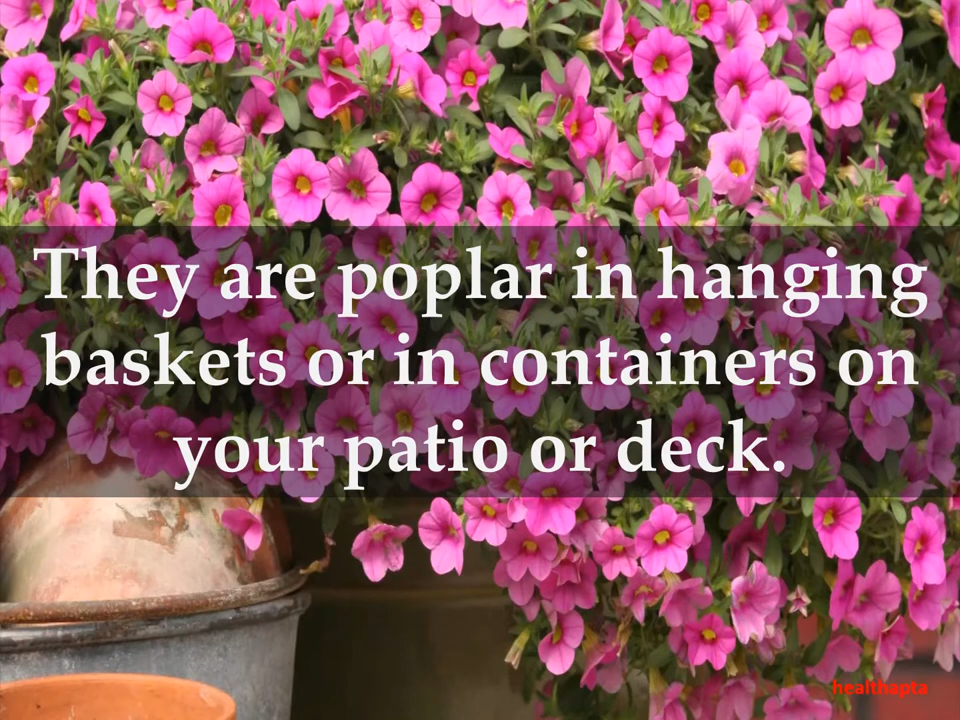 They are poplar in hanging
baskets or in containers on
your patio or deck.
healthapta